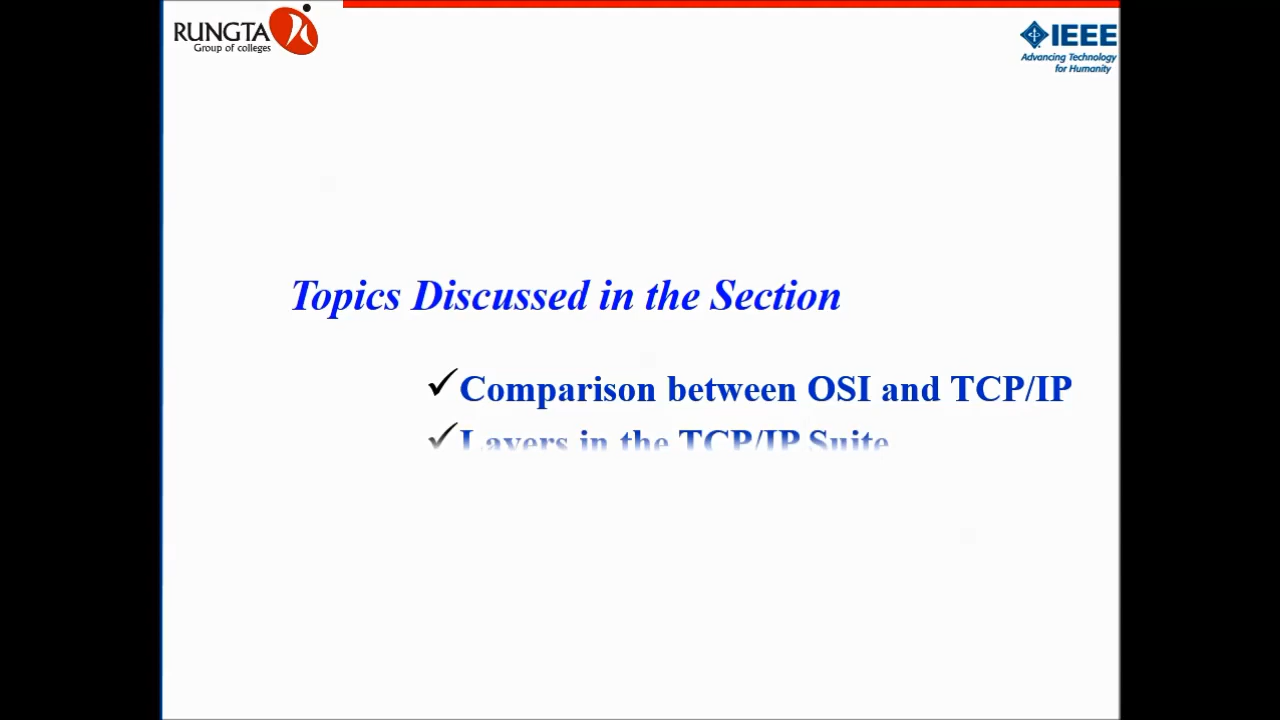 RUNGTA
Group of colleges
IEEE
Advancing Technology
for Humanity
Topics Discussed in the Section
✓Comparison between OSI and TCP/IP
✓Layers in the TCP/IP Suite